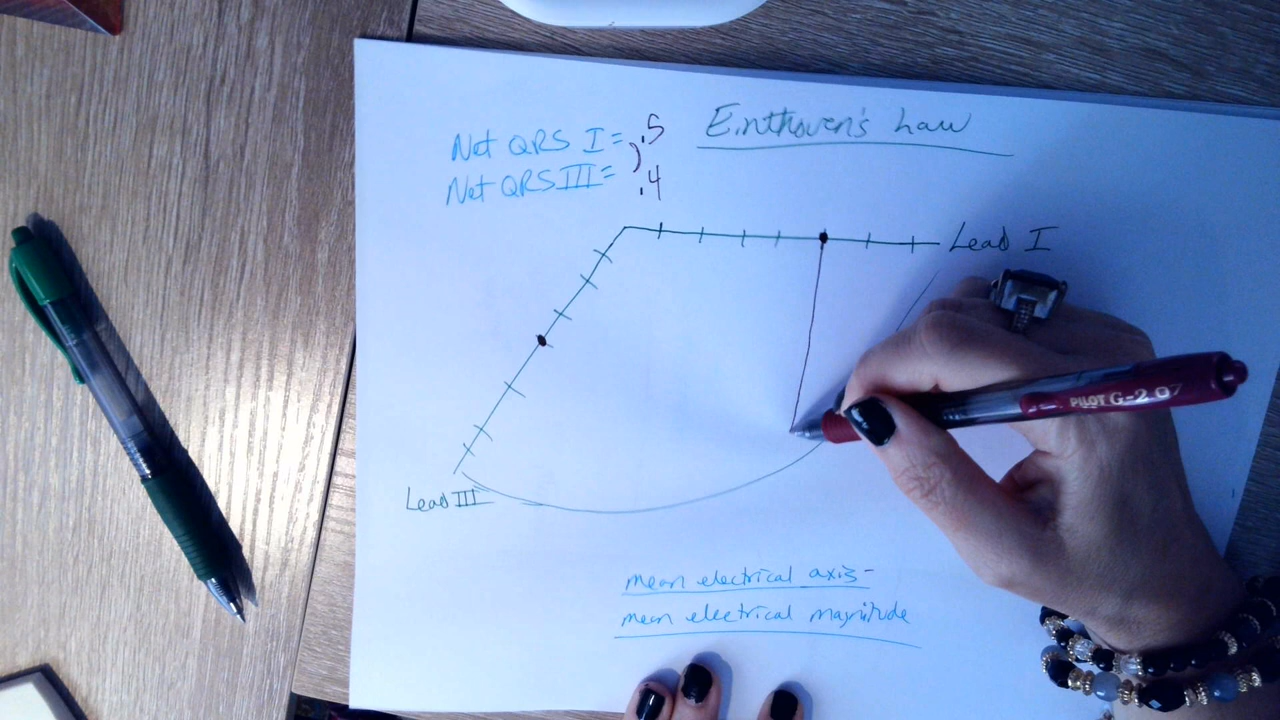 Einthoven's Law
Net QRS I = .5
Net QRS III = .4
Lead I
Lead III
PILOT G-2 07
mean electrical axis-
mean electrical magnitude